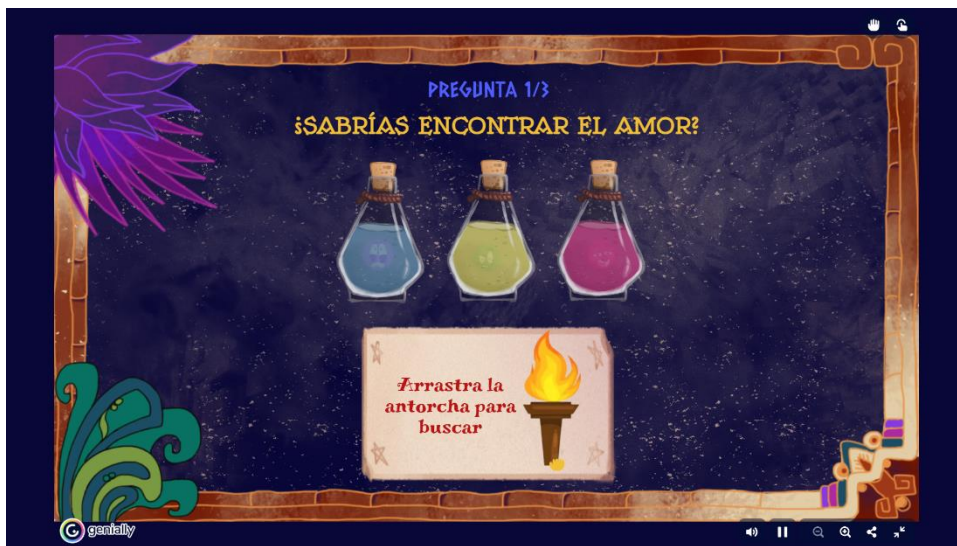 PREGUNTA 1/3
¿SABRÍAS ENCONTRAR EL AMOR?
Arrastra la
antorcha para
buscar
genially